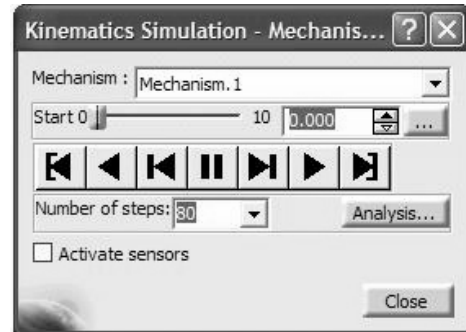 Kinematics Simulation - Mechanis...
Mechanism : Mechanism.1
Start 0 10 0.000 ...
Number of steps: 80 Analysis...
Activate sensors
Close